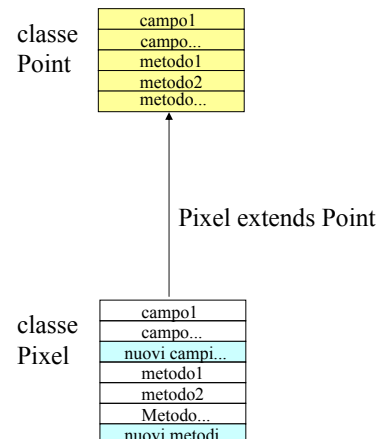 classe
Point
campo1
campo...
metodo1
metodo2
metodo...
Pixel extends Point
classe
Pixel
campo1
campo...
nuovi campi...
metodo1
metodo2
Metodo...
nuovi metodi